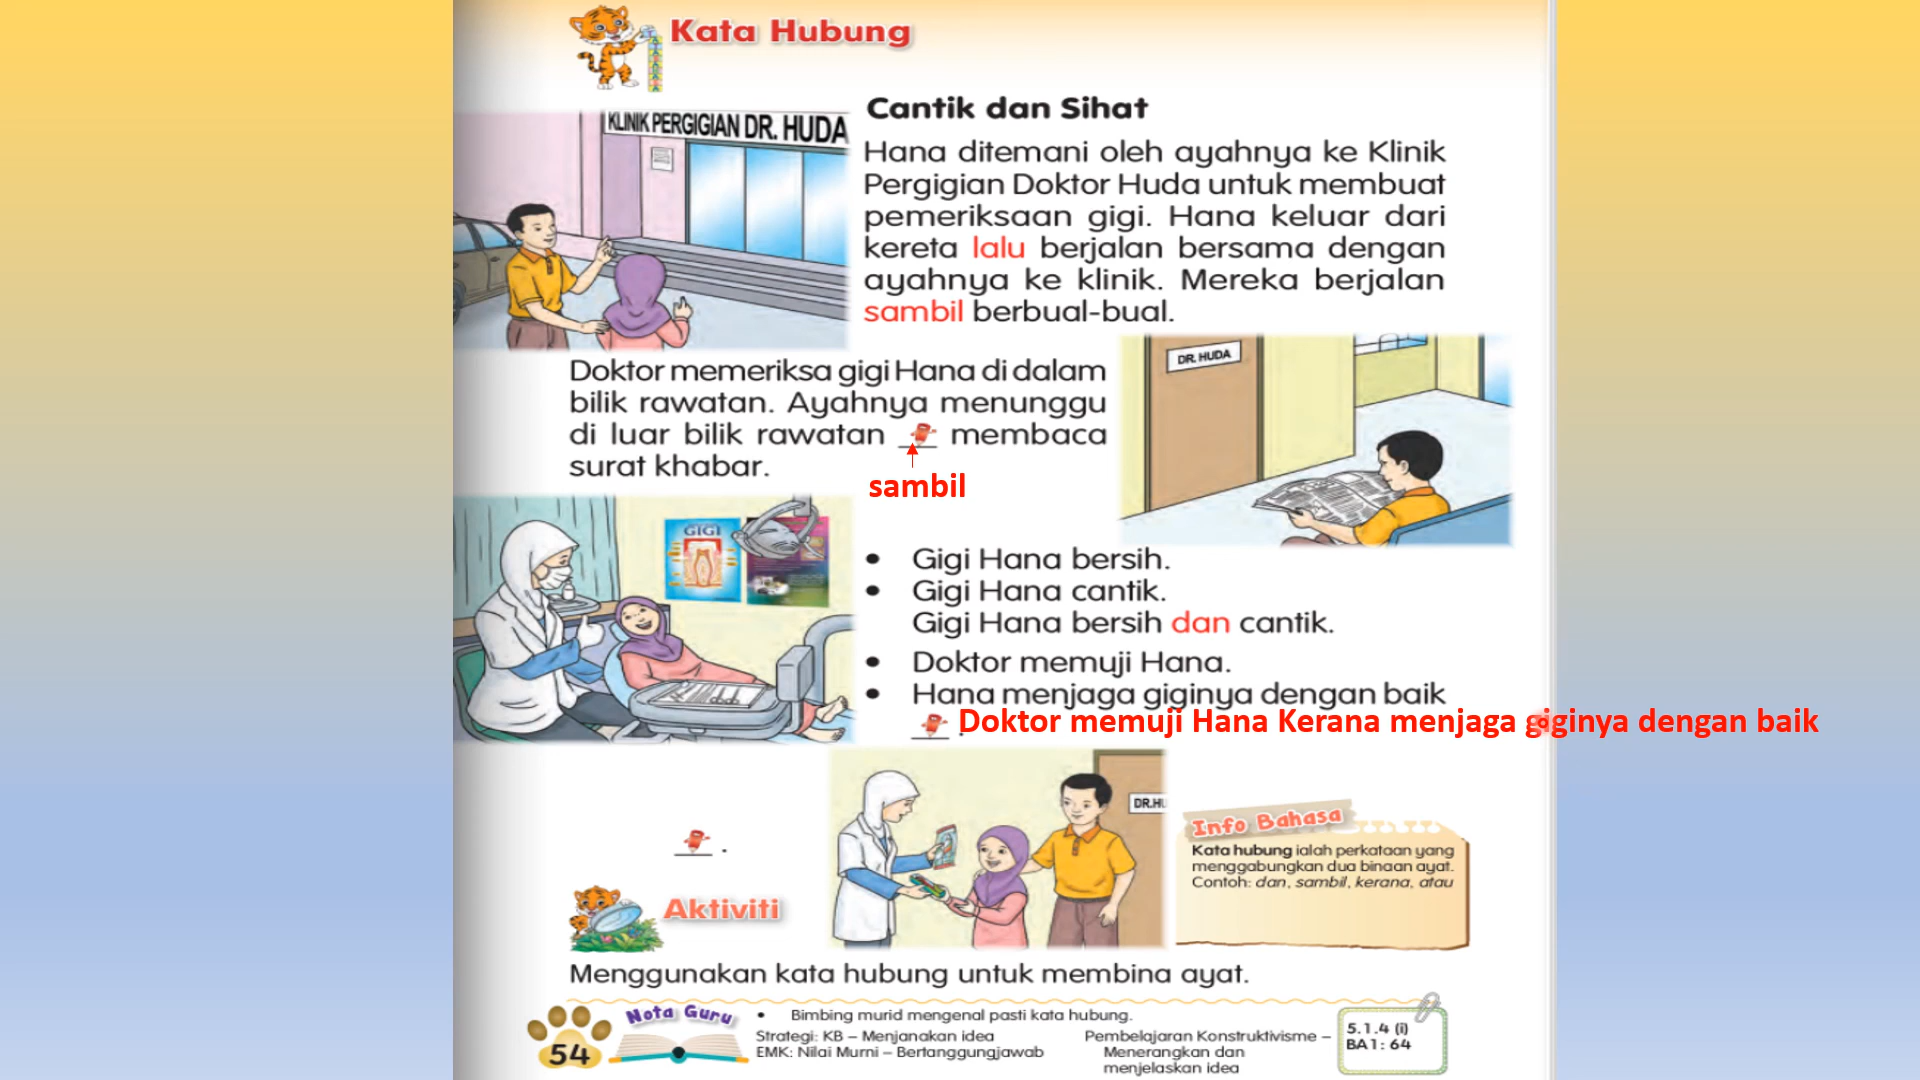 Kata Hubung
KLINIK PERGIGIAN DR. HUDA
Cantik dan Sihat
Hana ditemani oleh ayahnya ke Klinik
Pergigian Doktor Huda untuk membuat
pemeriksaan gigi. Hana keluar dari
kereta lalu berjalan bersama dengan
ayahnya ke klinik. Mereka berjalan
sambil berbual-bual.
Doktor memeriksa gigi Hana di dalam
bilik rawatan. Ayahnya menunggu
di luar bilik rawatan ___ membaca
surat khabar.
sambil
DR. HUDA
GIGI
• Gigi Hana bersih.
• Gigi Hana cantik.
Gigi Hana bersih dan cantik.
• Doktor memuji Hana.
• Hana menjaga giginya dengan baik
___ .
Doktor memuji Hana Kerana menjaga giginya dengan baik
___ .
DR.HU
Info Bahasa
Kata hubung ialah perkataan yang
menggabungkan dua binaan ayat.
Contoh: dan, sambil, kerana, atau
Aktiviti
Menggunakan kata hubung untuk membina ayat.
54
Nota Guru
• Bimbing murid mengenal pasti kata hubung.
Strategi: KB – Menjanakan idea
EMK: Nilai Murni – Bertanggungjawab
Pembelajaran Konstruktivisme –
Menerangkan dan
menjelaskan idea
5.1.4 (i)
BA1: 64